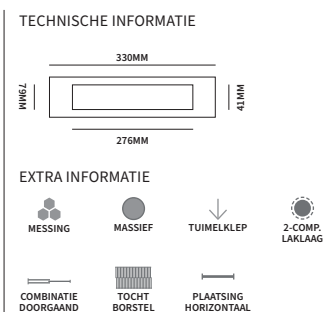 TECHNISCHE INFORMATIE
330MM
79MM
41MM
276MM
EXTRA INFORMATIE
MESSING
MASSIEF
TUIMELKLEP
2-COMP.
LAKLAAG
COMBINATIE
DOORGAAND
TOCHT
BORSTEL
PLAATSING
HORIZONTAAL